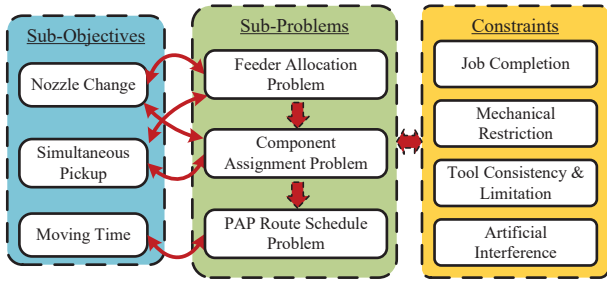 Sub-Objectives
Nozzle Change
Simultaneous
Pickup
Moving Time
Sub-Problems
Feeder Allocation
Problem
Component
Assignment Problem
PAP Route Schedule
Problem
Constraints
Job Completion
Mechanical
Restriction
Tool Consistency &
Limitation
Artificial
Interference